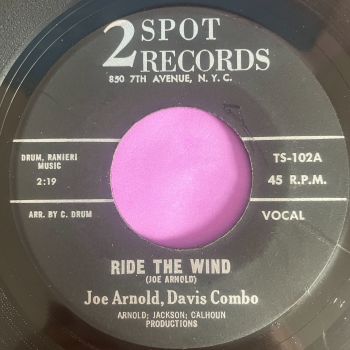 2 SPOT
RECORDS
850 7TH AVENUE, N. Y. C.
DRUM, RANIERI
MUSIC
2:19
TS-102A
45 R.P.M.
ARR. BY C. DRUM
VOCAL
RIDE THE WIND
(JOE ARNOLD)
Joe Arnold, Davis Combo
ARNOLD; JACKSON; CALHOUN
PRODUCTIONS